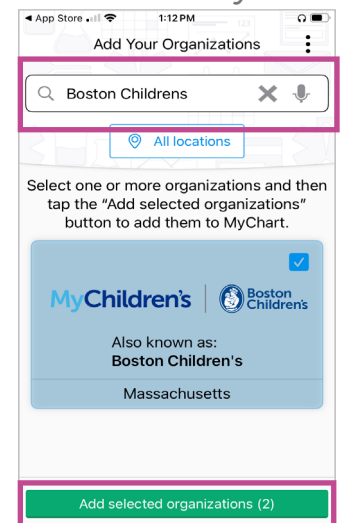 App Store
1:12 PM
Add Your Organizations
Boston Childrens
All locations
Select one or more organizations and then
tap the “Add selected organizations”
button to add them to MyChart.
MyChildren's
Boston
Children's
Also known as:
Boston Children's
Massachusetts
Add selected organizations (2)